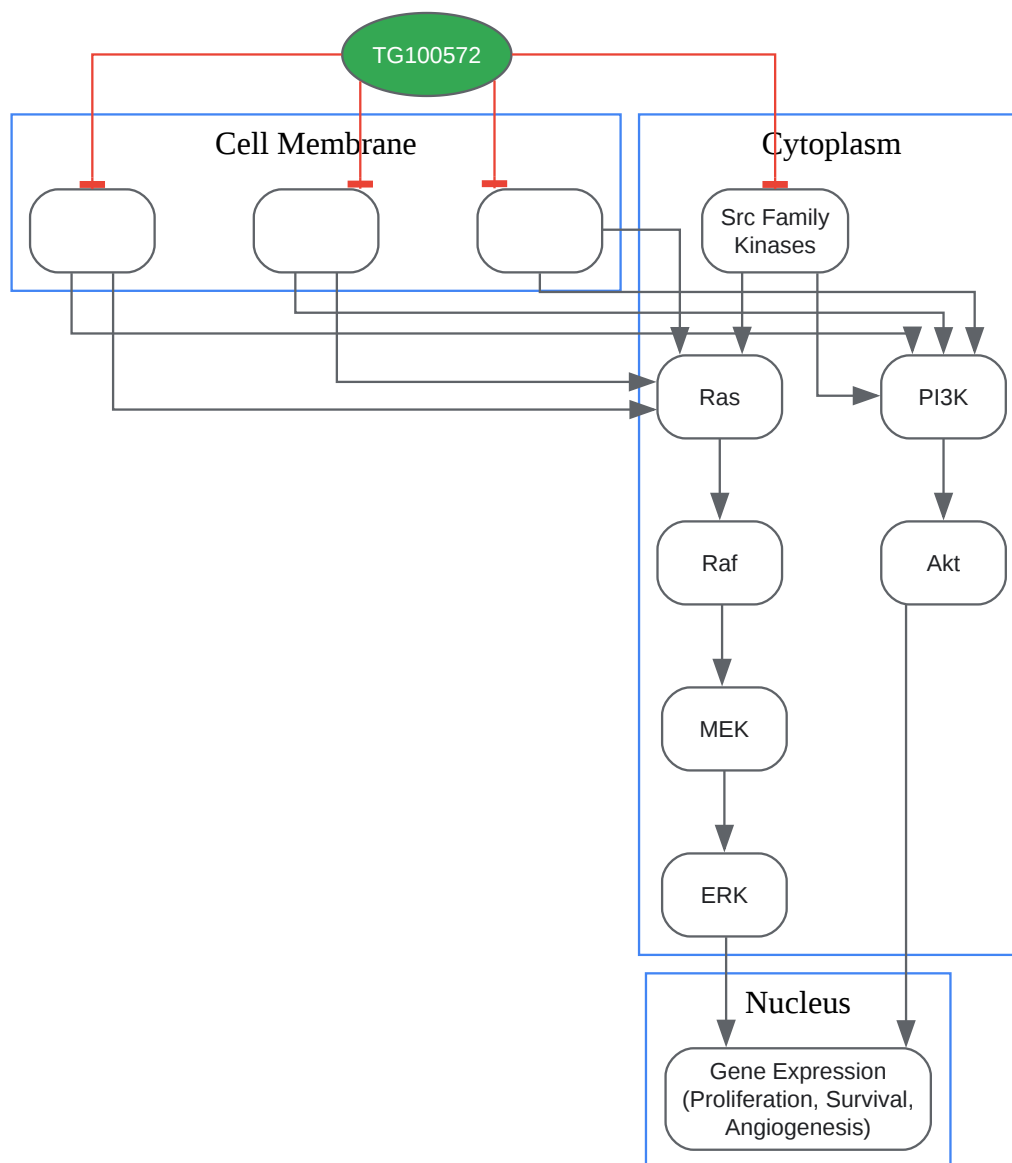 TG100572
Cell Membrane
Cytoplasm
Src Family
Kinases
Ras
PI3K
Raf
Akt
MEK
ERK
Nucleus
Gene Expression
(Proliferation, Survival,
Angiogenesis)